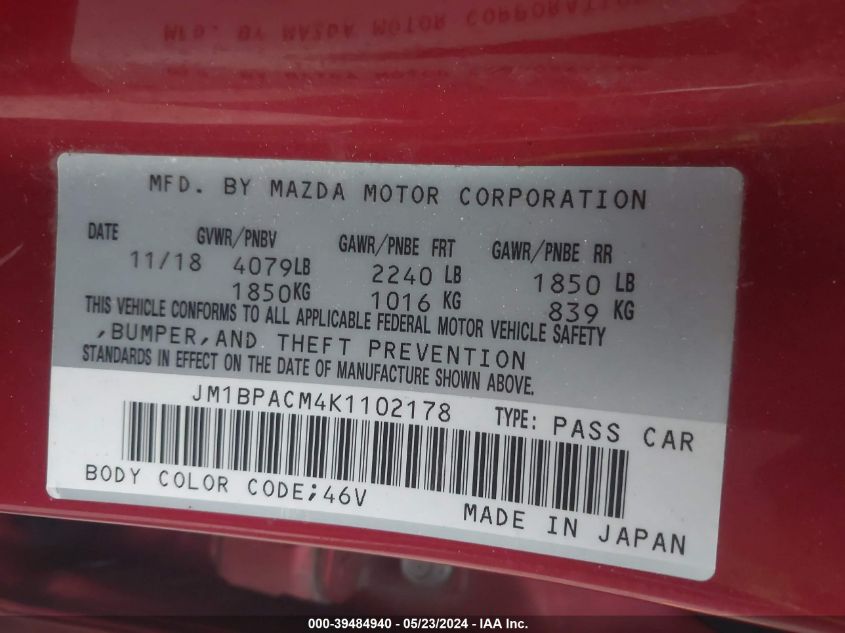 MFD. BY MAZDA MOTOR CORPORATION
DATE GVWR/PNBV GAWR/PNBE FRT GAWR/PNBE RR
11/18 4079LB 2240 LB 1850 LB
1850KG 1016 KG 839 KG
THIS VEHICLE CONFORMS TO ALL APPLICABLE FEDERAL MOTOR VEHICLE SAFETY
,BUMPER,AND THEFT PREVENTION
STANDARDS IN EFFECT ON THE DATE OF MANUFACTURE SHOWN ABOVE.
JM1BPACM4K1102178 TYPE: PASS CAR
BODY COLOR CODE;46V
MADE IN JAPAN
000-39484940 - 05/23/2024 - IAA Inc.